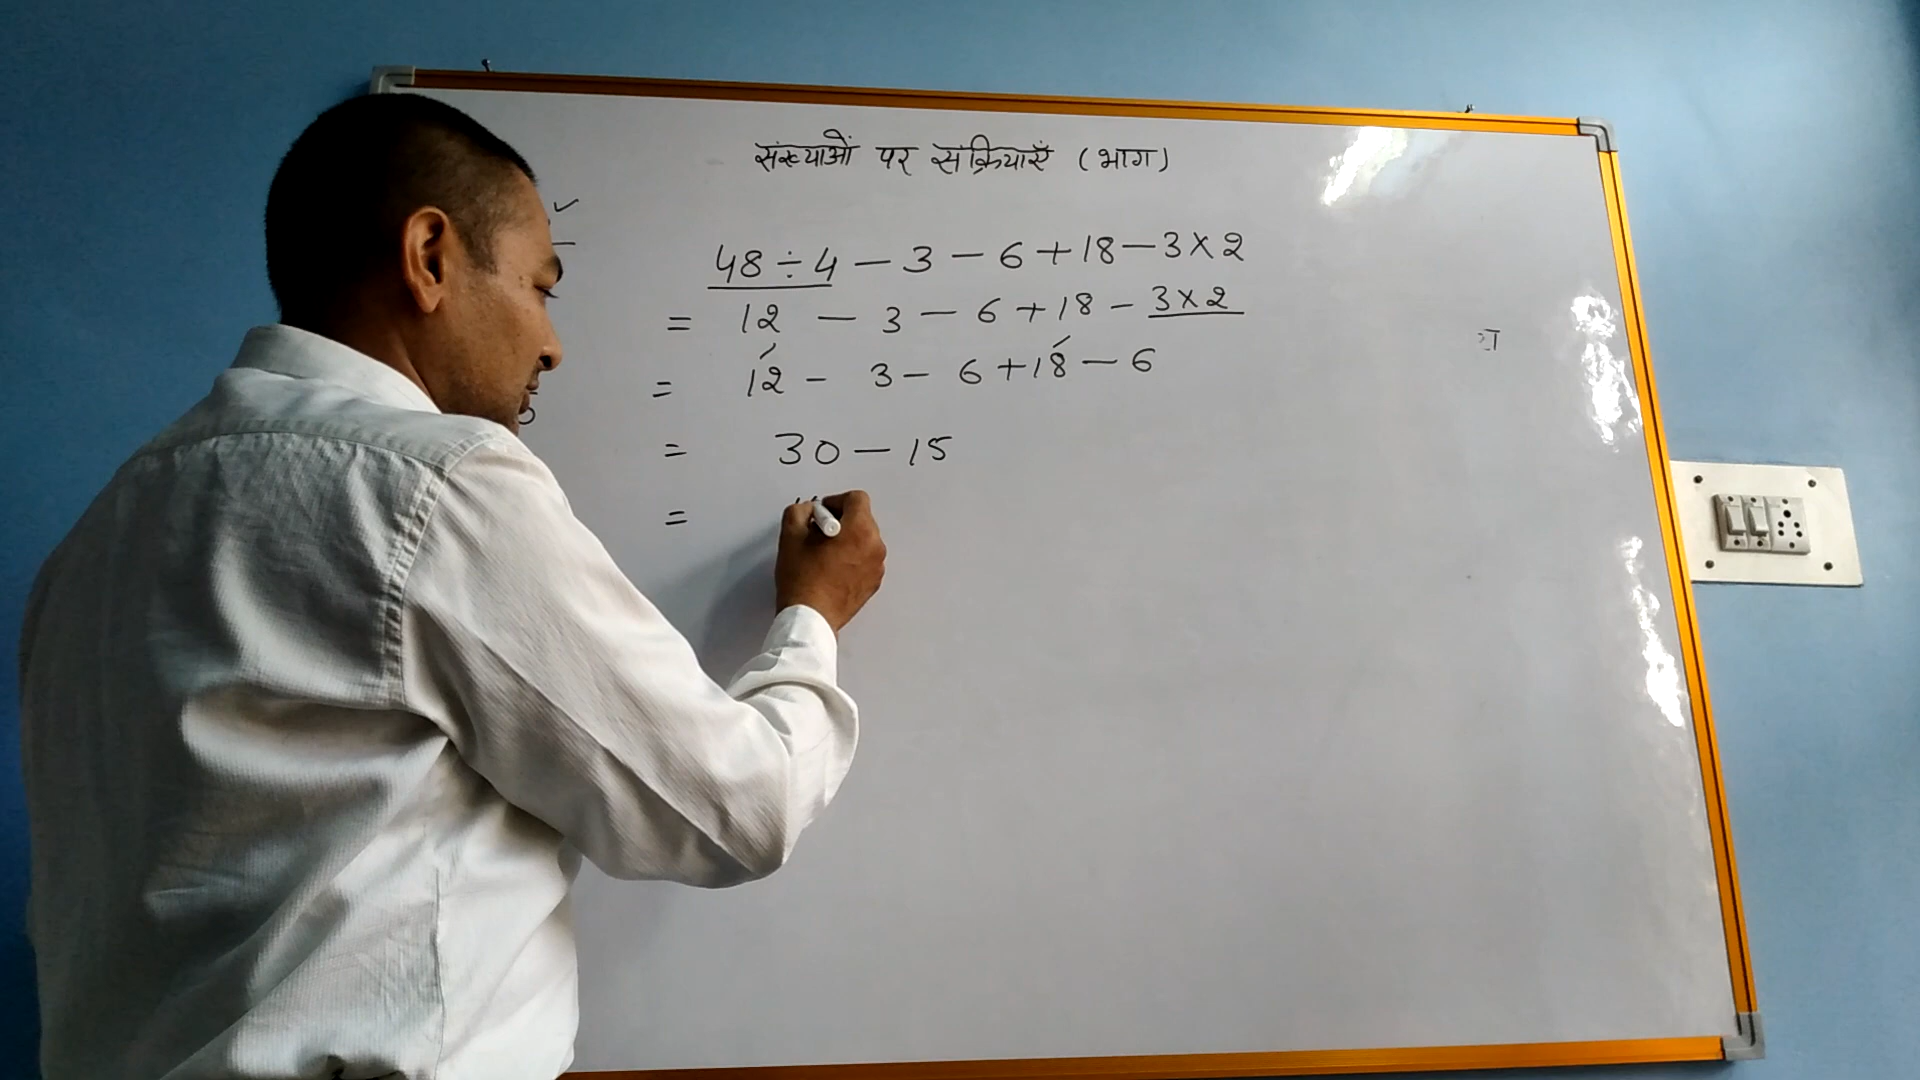 संख्याओं पर संक्रियाएँ (भाग)
48÷4 — 3 — 6 + 18 — 3×2
= 12 — 3 — 6 + 18 — 3×2
= 12 — 3 — 6 + 18 — 6
= 30 — 15
=